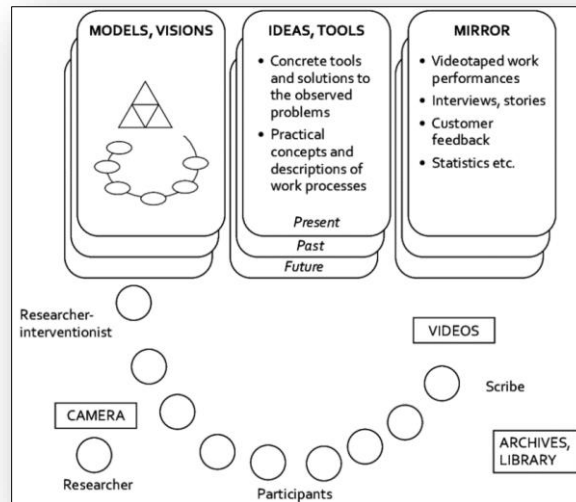 MODELS, VISIONS
IDEAS, TOOLS
• Concrete tools
and solutions to
the observed
problems
• Practical
concepts and
descriptions of
work processes
Present
Past
Future
MIRROR
• Videotaped work
performances
• Interviews, stories
• Customer
feedback
• Statistics etc.
Researcher-
interventionist
VIDEOS
Scribe
CAMERA
Researcher
Participants
ARCHIVES,
LIBRARY